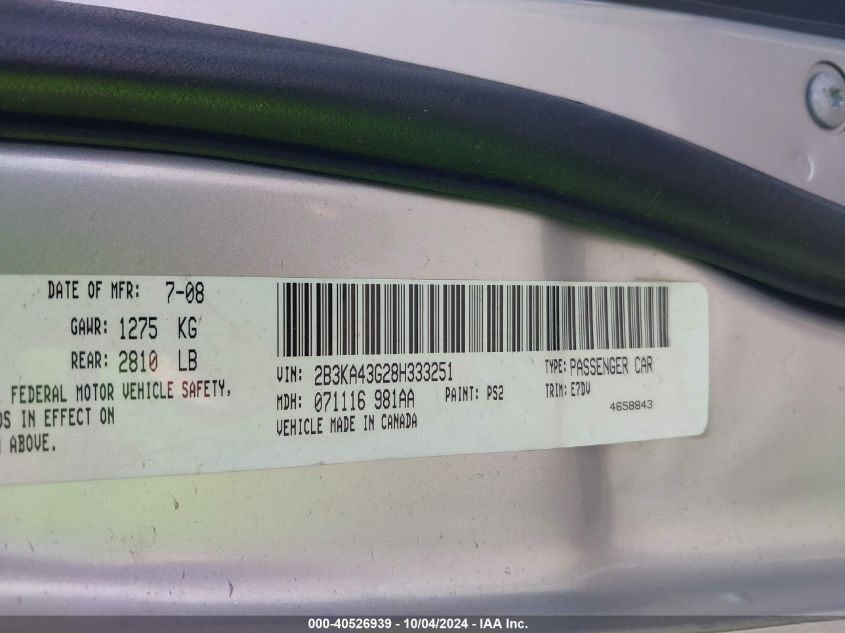 DATE OF MFR: 7-08
GAWR: 1275 KG
REAR: 2810 LB
FEDERAL MOTOR VEHICLE SAFETY,
IN EFFECT ON
ABOVE.
VIN: 2B3KA43G28H333251
TYPE: PASSENGER CAR
MDH: 071116 981AA PAINT: PS2
TRIM: E7DV
VEHICLE MADE IN CANADA
4658843
000-40526939 - 10/04/2024 - IAA Inc.